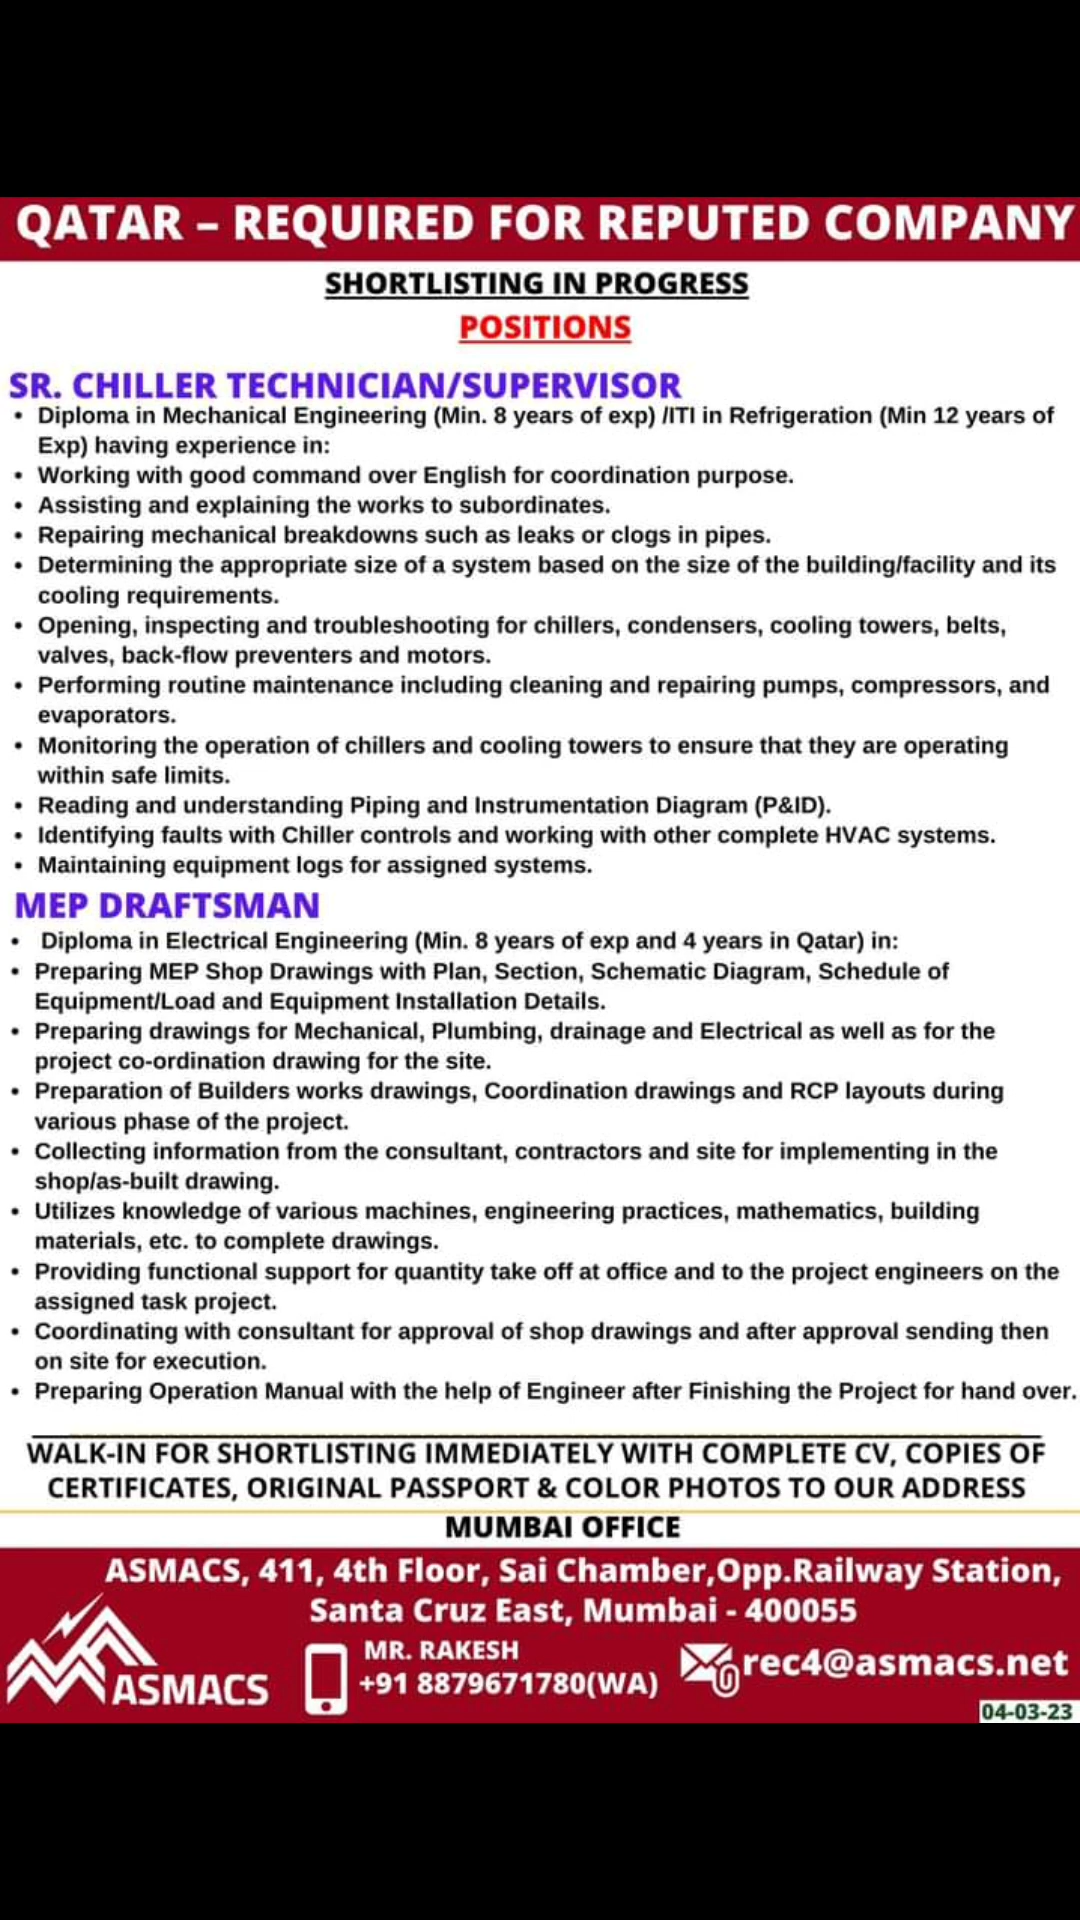 QATAR – REQUIRED FOR REPUTED COMPANY
SHORTLISTING IN PROGRESS
POSITIONS
SR. CHILLER TECHNICIAN/SUPERVISOR
• Diploma in Mechanical Engineering (Min. 8 years of exp) /ITI in Refrigeration (Min 12 years of
Exp) having experience in:
• Working with good command over English for coordination purpose.
• Assisting and explaining the works to subordinates.
• Repairing mechanical breakdowns such as leaks or clogs in pipes.
• Determining the appropriate size of a system based on the size of the building/facility and its
cooling requirements.
• Opening, inspecting and troubleshooting for chillers, condensers, cooling towers, belts,
valves, back-flow preventers and motors.
• Performing routine maintenance including cleaning and repairing pumps, compressors, and
evaporators.
• Monitoring the operation of chillers and cooling towers to ensure that they are operating
within safe limits.
• Reading and understanding Piping and Instrumentation Diagram (P&ID).
• Identifying faults with Chiller controls and working with other complete HVAC systems.
• Maintaining equipment logs for assigned systems.
MEP DRAFTSMAN
• Diploma in Electrical Engineering (Min. 8 years of exp and 4 years in Qatar) in:
• Preparing MEP Shop Drawings with Plan, Section, Schematic Diagram, Schedule of
Equipment/Load and Equipment Installation Details.
• Preparing drawings for Mechanical, Plumbing, drainage and Electrical as well as for the
project co-ordination drawing for the site.
• Preparation of Builders works drawings, Coordination drawings and RCP layouts during
various phase of the project.
• Collecting information from the consultant, contractors and site for implementing in the
shop/as-built drawing.
• Utilizes knowledge of various machines, engineering practices, mathematics, building
materials, etc. to complete drawings.
• Providing functional support for quantity take off at office and to the project engineers on the
assigned task project.
• Coordinating with consultant for approval of shop drawings and after approval sending then
on site for execution.
• Preparing Operation Manual with the help of Engineer after Finishing the Project for hand over.
WALK-IN FOR SHORTLISTING IMMEDIATELY WITH COMPLETE CV, COPIES OF
CERTIFICATES, ORIGINAL PASSPORT & COLOR PHOTOS TO OUR ADDRESS
MUMBAI OFFICE
ASMACS, 411, 4th Floor, Sai Chamber,Opp.Railway Station,
Santa Cruz East, Mumbai - 400055
ASMACS
MR. RAKESH
+91 8879671780(WA)
rec4@asmacs.net
04-03-23